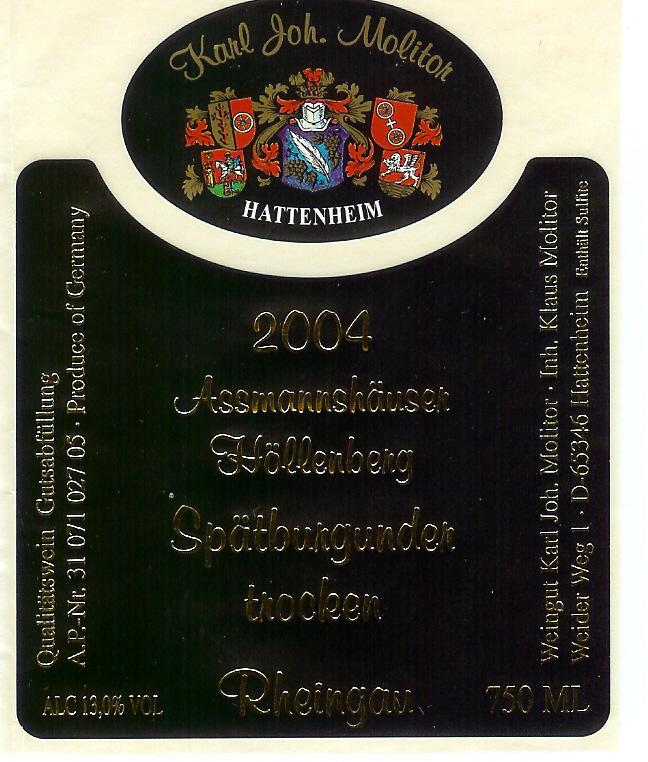 Karl Joh. Molitor
HATTENHEIM
2004
Assmannshäuser
Höllenberg
Spätburgunder
trocken
Rheingau
Qualitätswein Gutsabfüllung
A.P.-Nr. 31 071 027 05 · Produce of Germany
ALC 13,0% VOL
750 ML
Weingut Karl Joh. Molitor · Inh. Klaus Molitor
Weider Weg 1 · D-65346 Hattenheim Enthält Sulfite